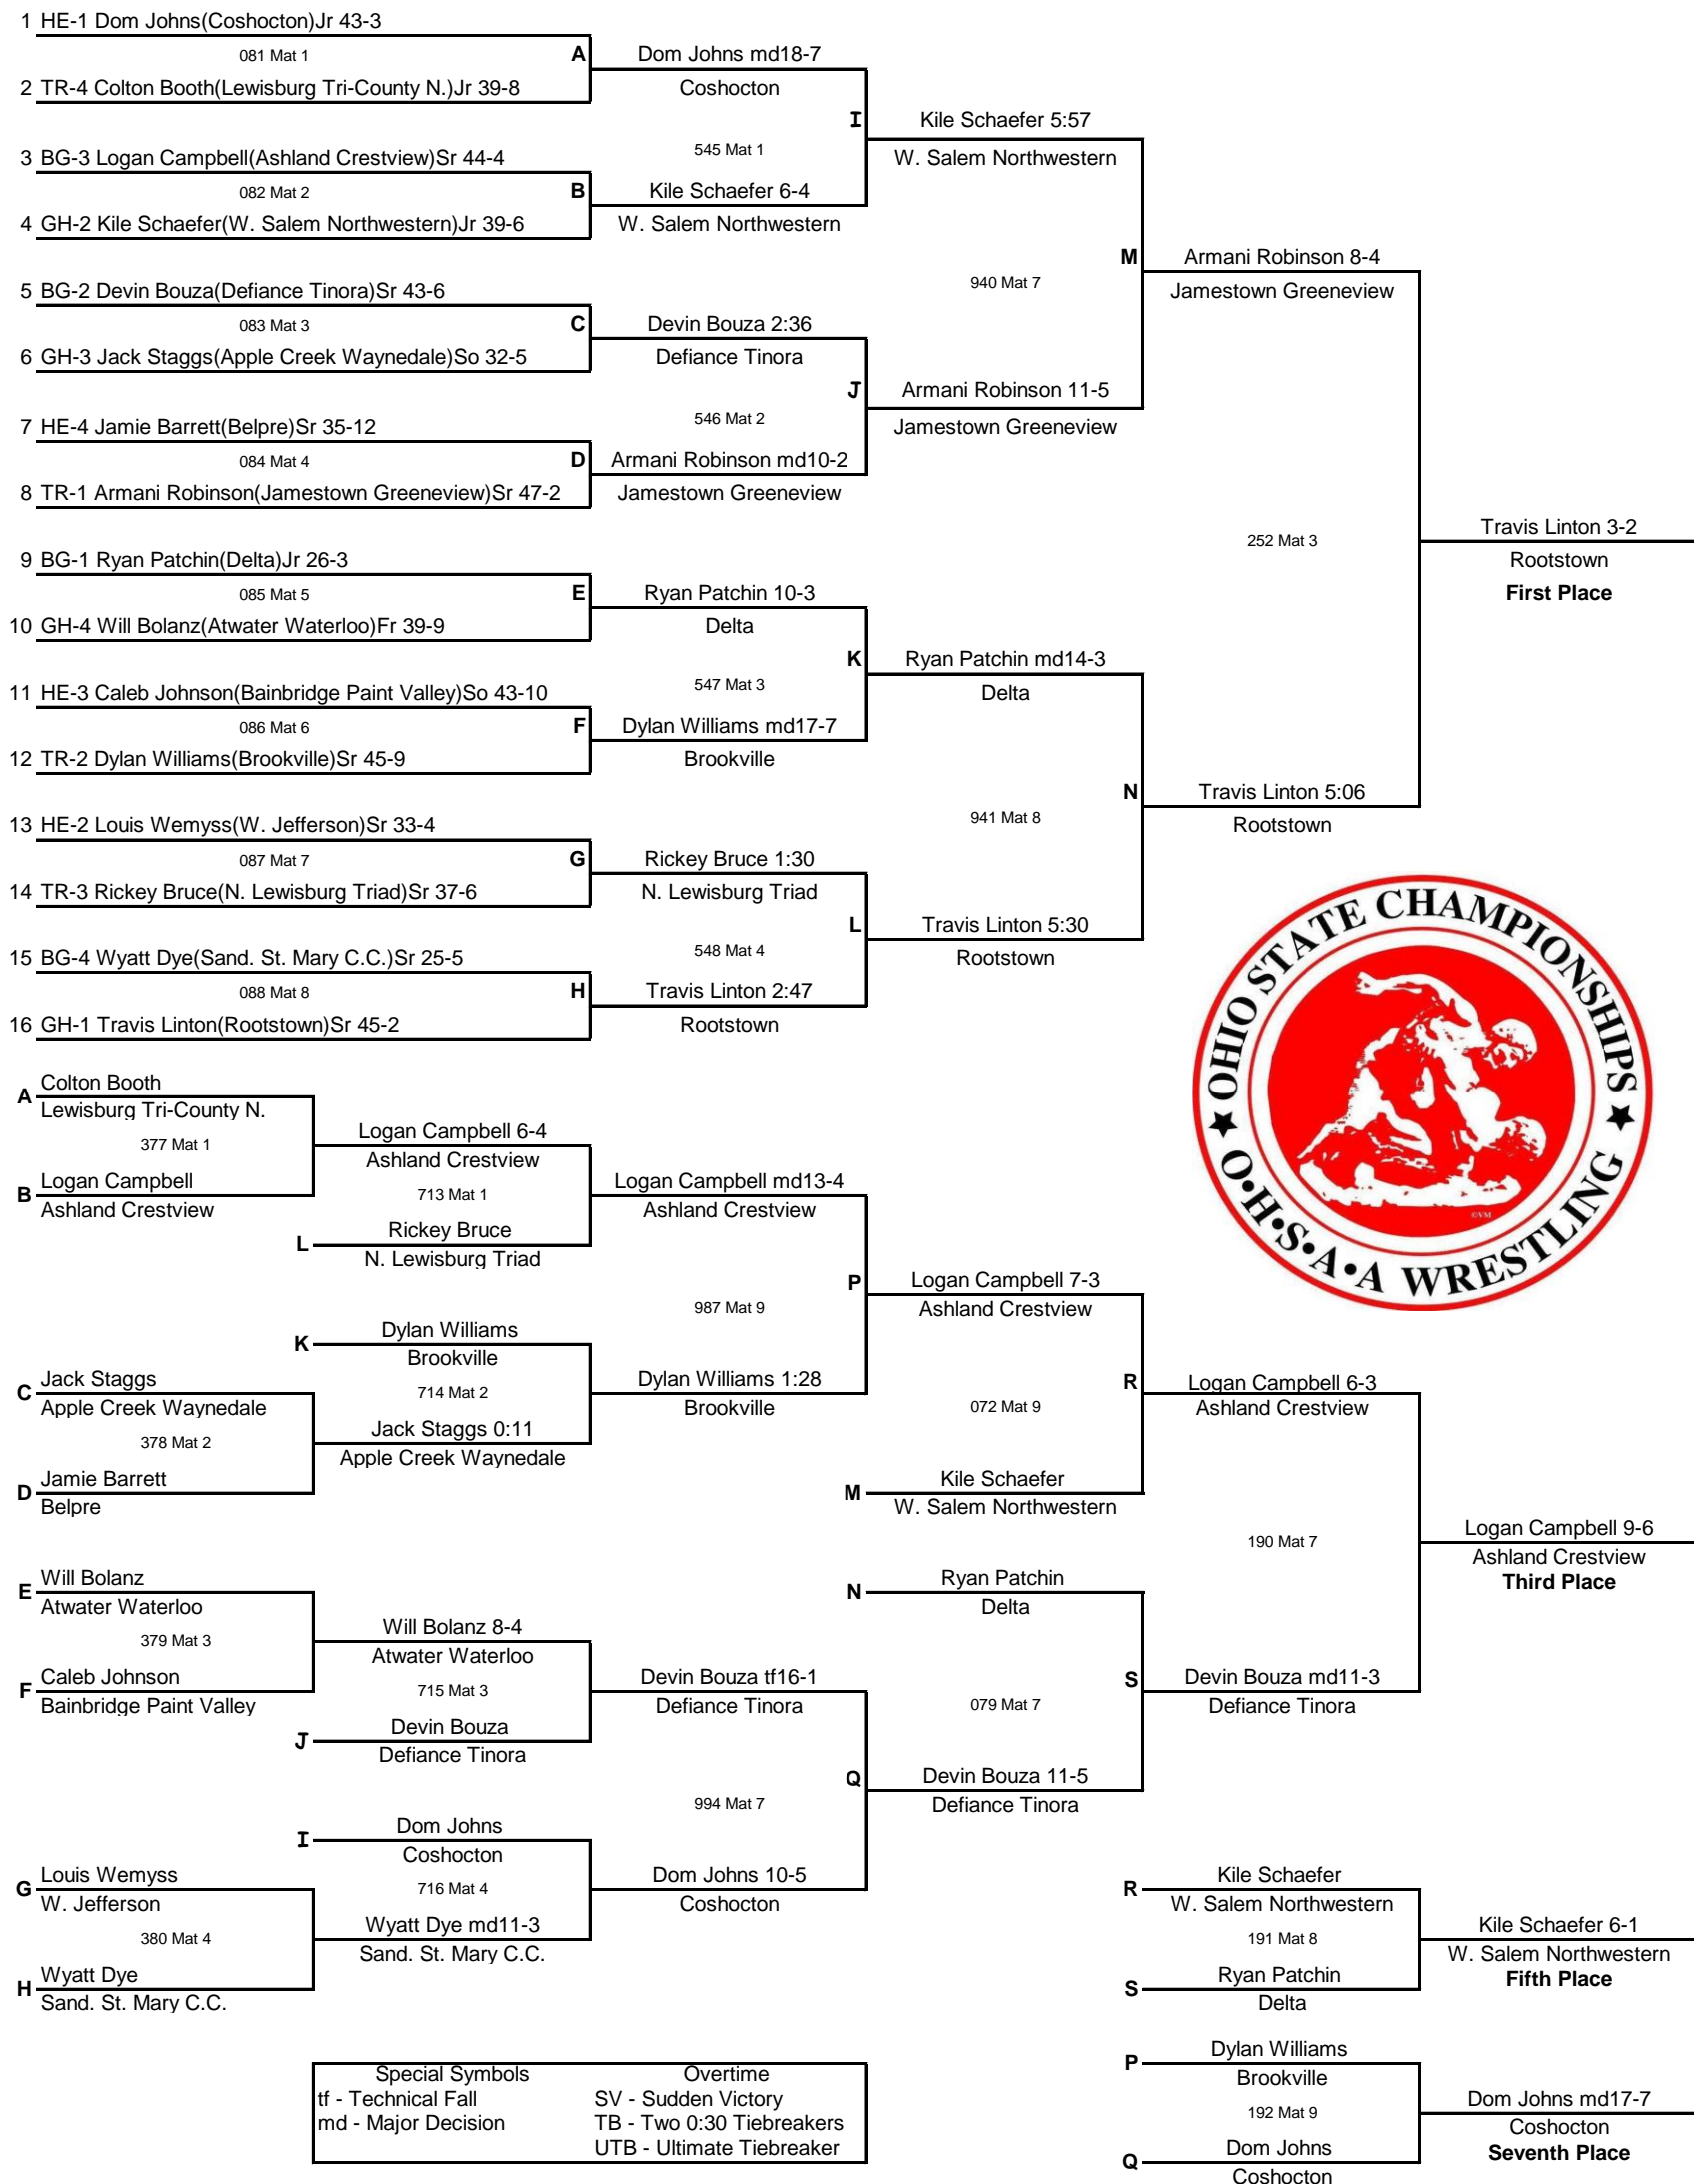 1 HE-1 Dom Johns(Coshocton)Jr 43-3
081 Mat 1
A
2 TR-4 Colton Booth(Lewisburg Tri-County N.)Jr 39-8
Dom Johns md18-7
Coshocton
545 Mat 1
I
3 BG-3 Logan Campbell(Ashland Crestview)Sr 44-4
082 Mat 2
B
4 GH-2 Kile Schaefer(W. Salem Northwestern)Jr 39-6
Kile Schaefer 6-4
W. Salem Northwestern
Kile Schaefer 5:57
W. Salem Northwestern
940 Mat 7
M
5 BG-2 Devin Bouza(Defiance Tinora)Sr 43-6
083 Mat 3
C
6 GH-3 Jack Staggs(Apple Creek Waynedale)So 32-5
Devin Bouza 2:36
Defiance Tinora
546 Mat 2
J
7 HE-4 Jamie Barrett(Belpre)Sr 35-12
084 Mat 4
D
8 TR-1 Armani Robinson(Jamestown Greeneview)Sr 47-2
Armani Robinson md10-2
Jamestown Greeneview
Armani Robinson 11-5
Jamestown Greeneview
Armani Robinson 8-4
Jamestown Greeneview
252 Mat 3
Travis Linton 3-2
Rootstown
First Place
9 BG-1 Ryan Patchin(Delta)Jr 26-3
085 Mat 5
E
10 GH-4 Will Bolanz(Atwater Waterloo)Fr 39-9
Ryan Patchin 10-3
Delta
547 Mat 3
K
11 HE-3 Caleb Johnson(Bainbridge Paint Valley)So 43-10
086 Mat 6
F
12 TR-2 Dylan Williams(Brookville)Sr 45-9
Dylan Williams md17-7
Brookville
Ryan Patchin md14-3
Delta
941 Mat 8
N
13 HE-2 Louis Wemyss(W. Jefferson)Sr 33-4
087 Mat 7
G
14 TR-3 Rickey Bruce(N. Lewisburg Triad)Sr 37-6
Rickey Bruce 1:30
N. Lewisburg Triad
548 Mat 4
L
15 BG-4 Wyatt Dye(Sand. St. Mary C.C.)Sr 25-5
088 Mat 8
H
16 GH-1 Travis Linton(Rootstown)Sr 45-2
Travis Linton 2:47
Rootstown
Travis Linton 5:30
Rootstown
Travis Linton 5:06
Rootstown
★ OHIO STATE CHAMPIONSHIPS ★
O•H•S•A•A WRESTLING
©VM
A Colton Booth
Lewisburg Tri-County N.
377 Mat 1
B Logan Campbell
Ashland Crestview
Logan Campbell 6-4
Ashland Crestview
713 Mat 1
L Rickey Bruce
N. Lewisburg Triad
Logan Campbell md13-4
Ashland Crestview
987 Mat 9
P
K Dylan Williams
Brookville
714 Mat 2
C Jack Staggs
Apple Creek Waynedale
378 Mat 2
D Jamie Barrett
Belpre
Jack Staggs 0:11
Apple Creek Waynedale
Dylan Williams 1:28
Brookville
Logan Campbell 7-3
Ashland Crestview
072 Mat 9
R
M Kile Schaefer
W. Salem Northwestern
Logan Campbell 6-3
Ashland Crestview
190 Mat 7
Logan Campbell 9-6
Ashland Crestview
Third Place
E Will Bolanz
Atwater Waterloo
379 Mat 3
F Caleb Johnson
Bainbridge Paint Valley
Will Bolanz 8-4
Atwater Waterloo
715 Mat 3
J Devin Bouza
Defiance Tinora
Devin Bouza tf16-1
Defiance Tinora
994 Mat 7
Q
N Ryan Patchin
Delta
079 Mat 7
S
Devin Bouza md11-3
Defiance Tinora
I Dom Johns
Coshocton
716 Mat 4
G Louis Wemyss
W. Jefferson
380 Mat 4
H Wyatt Dye
Sand. St. Mary C.C.
Wyatt Dye md11-3
Sand. St. Mary C.C.
Dom Johns 10-5
Coshocton
Devin Bouza 11-5
Defiance Tinora
R Kile Schaefer
W. Salem Northwestern
191 Mat 8
S Ryan Patchin
Delta
Kile Schaefer 6-1
W. Salem Northwestern
Fifth Place
P Dylan Williams
Brookville
192 Mat 9
Q Dom Johns
Coshocton
Dom Johns md17-7
Coshocton
Seventh Place
Special Symbols
tf - Technical Fall
md - Major Decision
Overtime
SV - Sudden Victory
TB - Two 0:30 Tiebreakers
UTB - Ultimate Tiebreaker